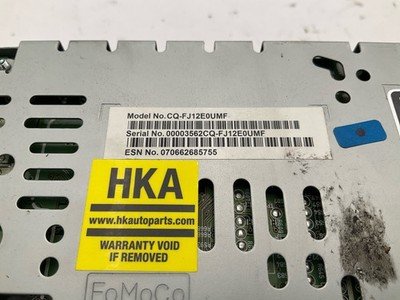 Model No.CQ-FJ12E0UMF
Serial No. 00003562CQ-FJ12E0UMF
ESN No. 070662685755
HKA
www.hkautoparts.com
WARRANTY VOID
IF REMOVED
FoMoCo